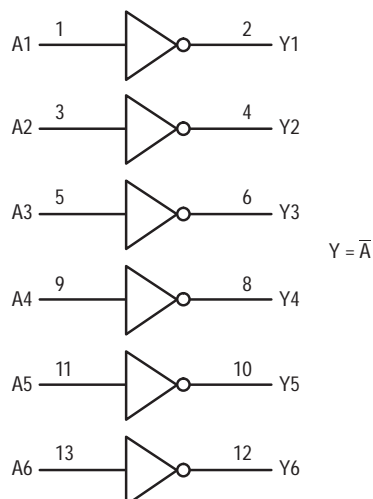 A1 1 2 Y1
A2 3 4 Y2
A3 5 6 Y3
Y = A̅
A4 9 8 Y4
A5 11 10 Y5
A6 13 12 Y6